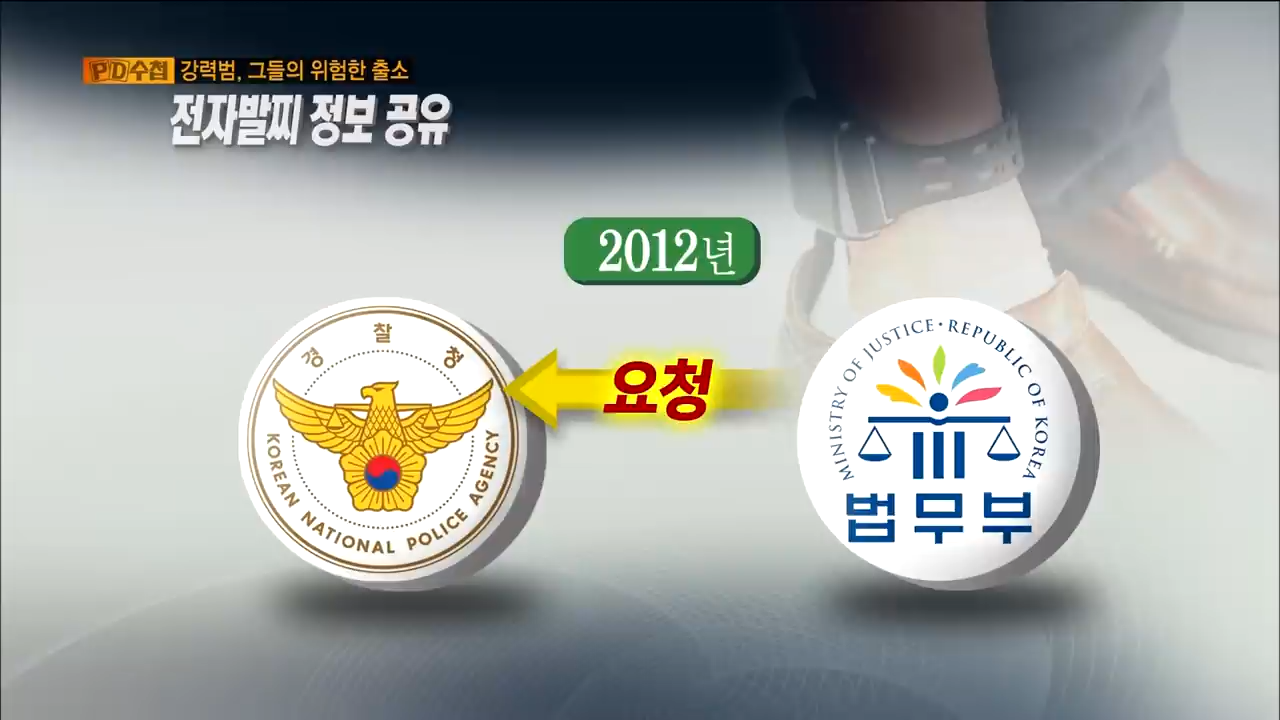 PD수첩 강력범, 그들의 위험한 출소
전자발찌 정보 공유
2012년
요청
경찰청
KOREAN NATIONAL POLICE AGENCY
MINISTRY OF JUSTICE · REPUBLIC OF KOREA
법무부